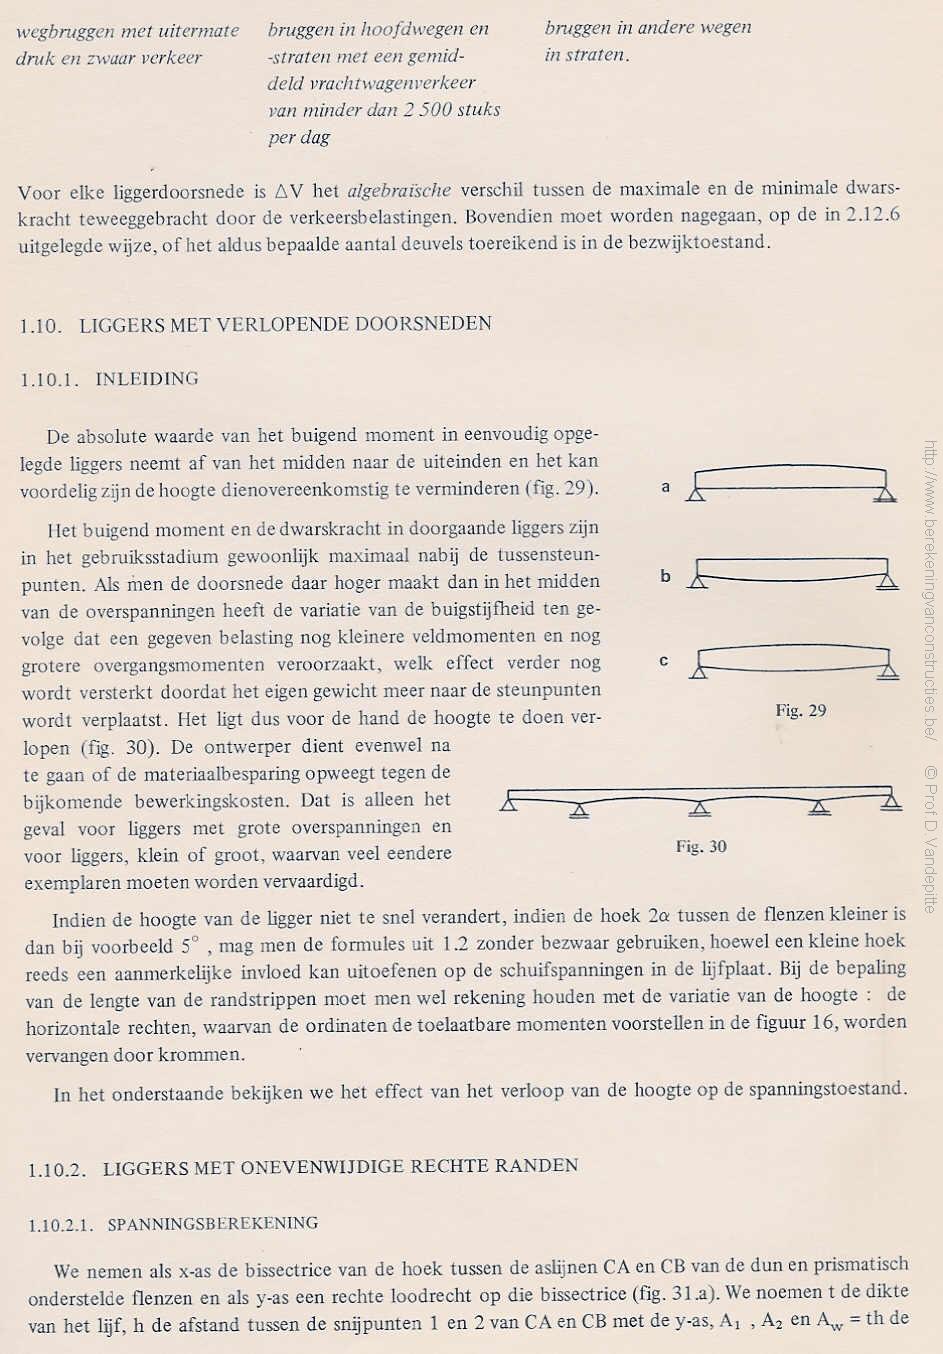 wegbruggen met uitermate
druk en zwaar verkeer
bruggen in hoofdwegen en
-straten met een gemid-
deld vrachtwagenverkeer
van minder dan 2 500 stuks
per dag
bruggen in andere wegen
in straten.
Voor elke liggerdoorsnede is ΔV het algebraïsche verschil tussen de maximale en de minimale dwars-
kracht teweeggebracht door de verkeersbelastingen. Bovendien moet worden nagegaan, op de in 2.12.6
uitgelegde wijze, of het aldus bepaalde aantal deuvels toereikend is in de bezwijktoestand.
1.10. LIGGERS MET VERLOPENDE DOORSNEDEN
1.10.1. INLEIDING
De absolute waarde van het buigend moment in eenvoudig opge-
legde liggers neemt af van het midden naar de uiteinden en het kan
voordelig zijn de hoogte dienovereenkomstig te verminderen (fig. 29).
Het buigend moment en de dwarskracht in doorgaande liggers zijn
in het gebruiksstadium gewoonlijk maximaal nabij de tussensteun-
punten. Als men de doorsnede daar hoger maakt dan in het midden
van de overspanningen heeft de variatie van de buigstijfheid ten ge-
volge dat een gegeven belasting nog kleinere veldmomenten en nog
grotere overgangsmomenten veroorzaakt, welk effect verder nog
wordt versterkt doordat het eigen gewicht meer naar de steunpunten
wordt verplaatst. Het ligt dus voor de hand de hoogte te doen ver-
lopen (fig. 30). De ontwerper dient evenwel na
te gaan of de materiaalbesparing opweegt tegen de
bijkomende bewerkingskosten. Dat is alleen het
geval voor liggers met grote overspanningen en
voor liggers, klein of groot, waarvan veel eendere
exemplaren moeten worden vervaardigd.
a
b
c
Fig. 29
Fig. 30
Indien de hoogte van de ligger niet te snel verandert, indien de hoek 2α tussen de flenzen kleiner is
dan bij voorbeeld 5° , mag men de formules uit 1.2 zonder bezwaar gebruiken, hoewel een kleine hoek
reeds een aanmerkelijke invloed kan uitoefenen op de schuifspanningen in de lijfplaat. Bij de bepaling
van de lengte van de randstrippen moet men wel rekening houden met de variatie van de hoogte : de
horizontale rechten, waarvan de ordinaten de toelaatbare momenten voorstellen in de figuur 16, worden
vervangen door krommen.
In het onderstaande bekijken we het effect van het verloop van de hoogte op de spanningstoestand.
1.10.2. LIGGERS MET ONEVENWIJDIGE RECHTE RANDEN
1.10.2.1. SPANNINGSBEREKENING
We nemen als x-as de bissectrice van de hoek tussen de aslijnen CA en CB van de dun en prismatisch
onderstelde flenzen en als y-as een rechte loodrecht op die bissectrice (fig. 31.a). We noemen t de dikte
van het lijf, h de afstand tussen de snijpunten 1 en 2 van CA en CB met de y-as, A₁ , A₂ en A_w = th de
http://www.berekeningvanconstructies.be/ © Prof D.Vandepitte